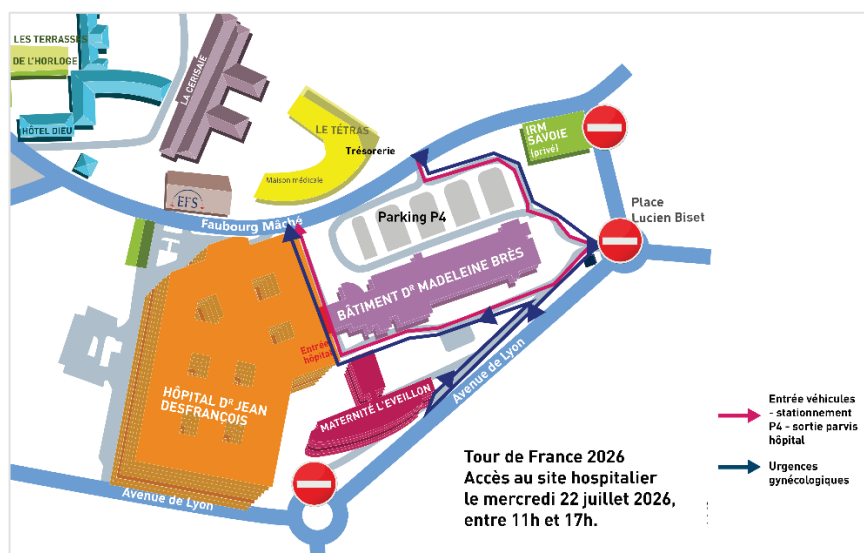 LES TERRASSES
DE L'HORLOGE
HÔTEL DIEU
LA CERISAIE
LE TÉTRAS
Trésorerie
Maison médicale
EFS
Faubourg Mâché
Parking P4
IRM
SAVOIE
(privé)
Place
Lucien Biset
BÂTIMENT DR MADELEINE BRÈS
Entrée
hôpital
HÔPITAL DR JEAN
DESFRANÇOIS
MATERNITÉ L'EVEILLON
Avenue de Lyon
Avenue de Lyon
Tour de France 2026
Accès au site hospitalier
le mercredi 22 juillet 2026,
entre 11h et 17h.
Entrée véhicules
- stationnement
P4 - sortie parvis
hôpital
Urgences
gynécologiques